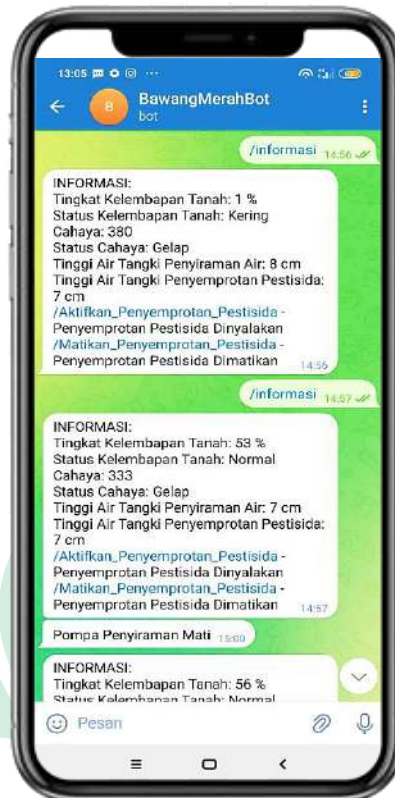 13:05
BawangMerahBot
bot
/informasi 14:56
INFORMASI:
Tingkat Kelembapan Tanah: 1 %
Status Kelembapan Tanah: Kering
Cahaya: 380
Status Cahaya: Gelap
Tinggi Air Tangki Penyiraman Air: 8 cm
Tinggi Air Tangki Penyemprotan Pestisida:
7 cm
/Aktifkan_Penyemprotan_Pestisida -
Penyemprotan Pestisida Dinyalakan
/Matikan_Penyemprotan_Pestisida -
Penyemprotan Pestisida Dimatikan 14:56
/informasi 14:57
INFORMASI:
Tingkat Kelembapan Tanah: 53 %
Status Kelembapan Tanah: Normal
Cahaya: 333
Status Cahaya: Gelap
Tinggi Air Tangki Penyiraman Air: 7 cm
Tinggi Air Tangki Penyemprotan Pestisida:
7 cm
/Aktifkan_Penyemprotan_Pestisida -
Penyemprotan Pestisida Dinyalakan
/Matikan_Penyemprotan_Pestisida -
Penyemprotan Pestisida Dimatikan 14:57
Pompa Penyiraman Mati 15:00
INFORMASI:
Tingkat Kelembapan Tanah: 56 %
Status Kelembapan Tanah: Normal
Pesan